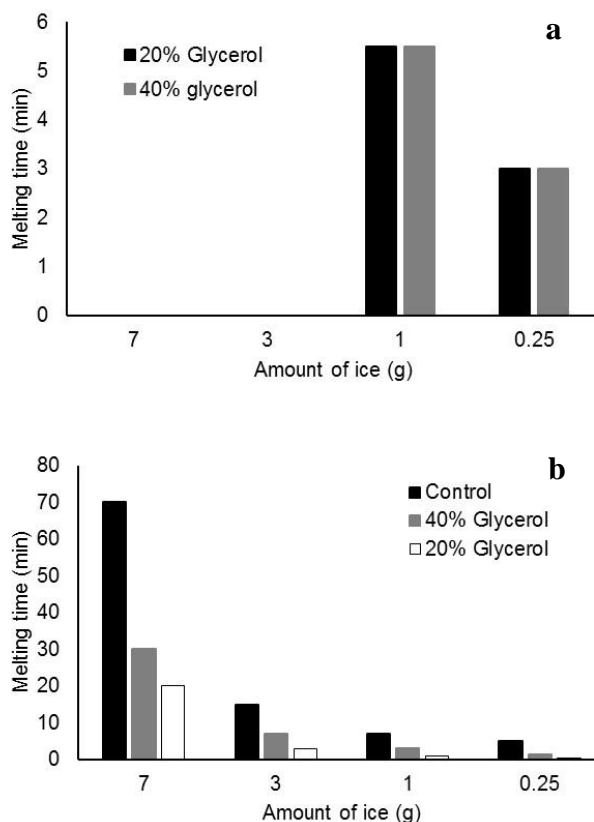 a
6
5
4
3
2
1
0
Melting time (min)
20% Glycerol
40% glycerol
7 3 1 0.25
Amount of ice (g)
b
80
70
60
50
40
30
20
10
0
Melting time (min)
Control
40% Glycerol
20% Glycerol
7 3 1 0.25
Amount of ice (g)